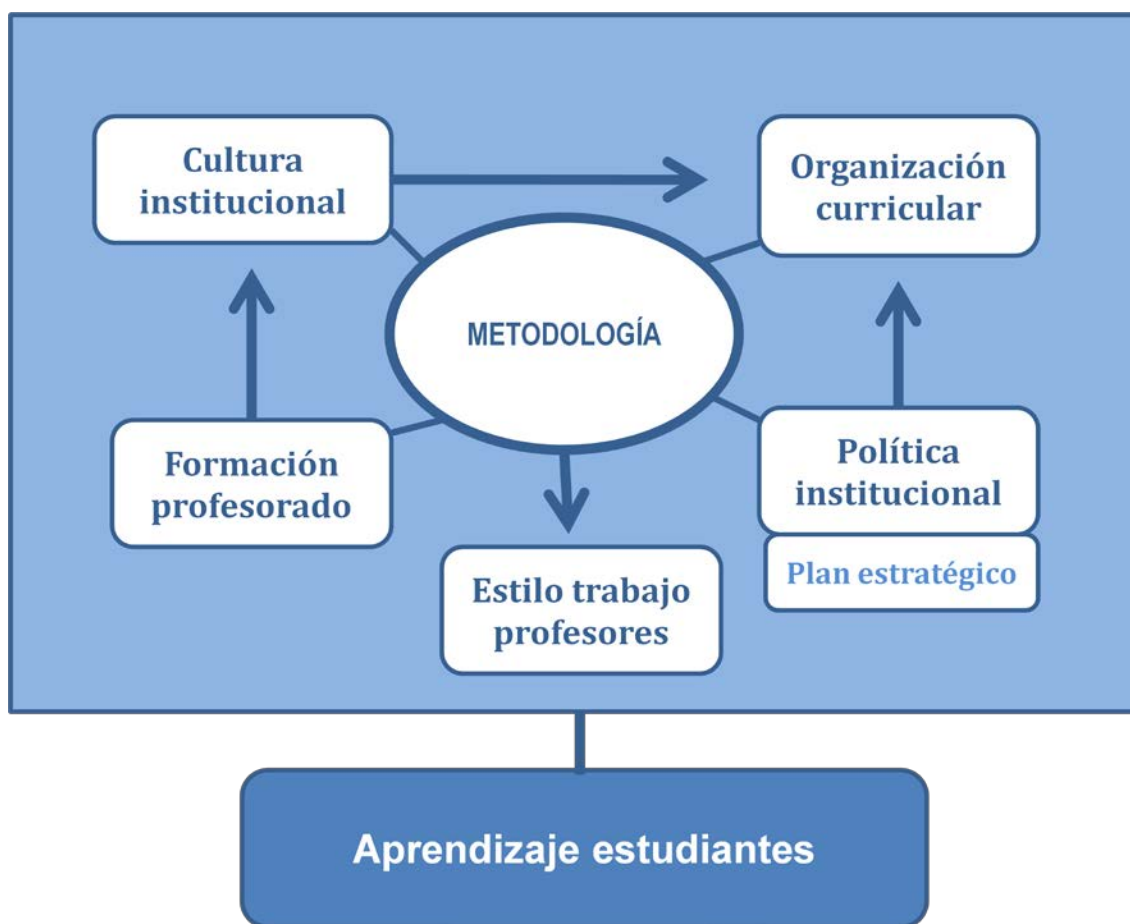 Cultura
institucional
Organización
curricular
METODOLOGÍA
Formación
profesorado
Política
institucional
Plan estratégico
Estilo trabajo
profesores
Aprendizaje estudiantes